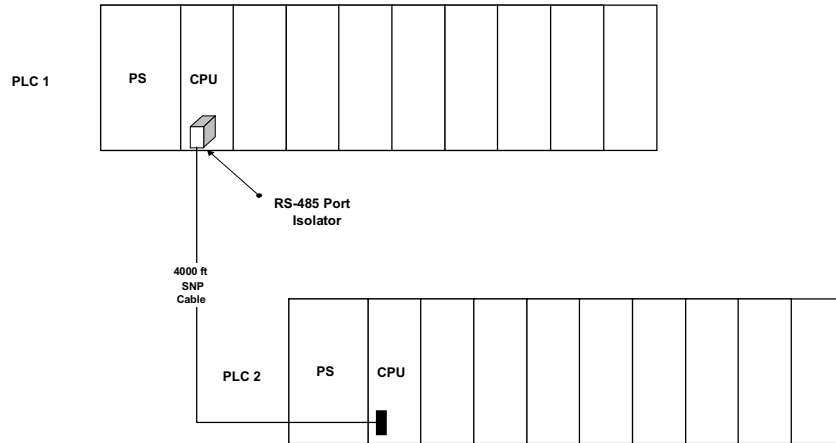 PLC 1
PS
CPU
RS-485 Port
Isolator
4000 ft
SNP
Cable
PLC 2
PS
CPU